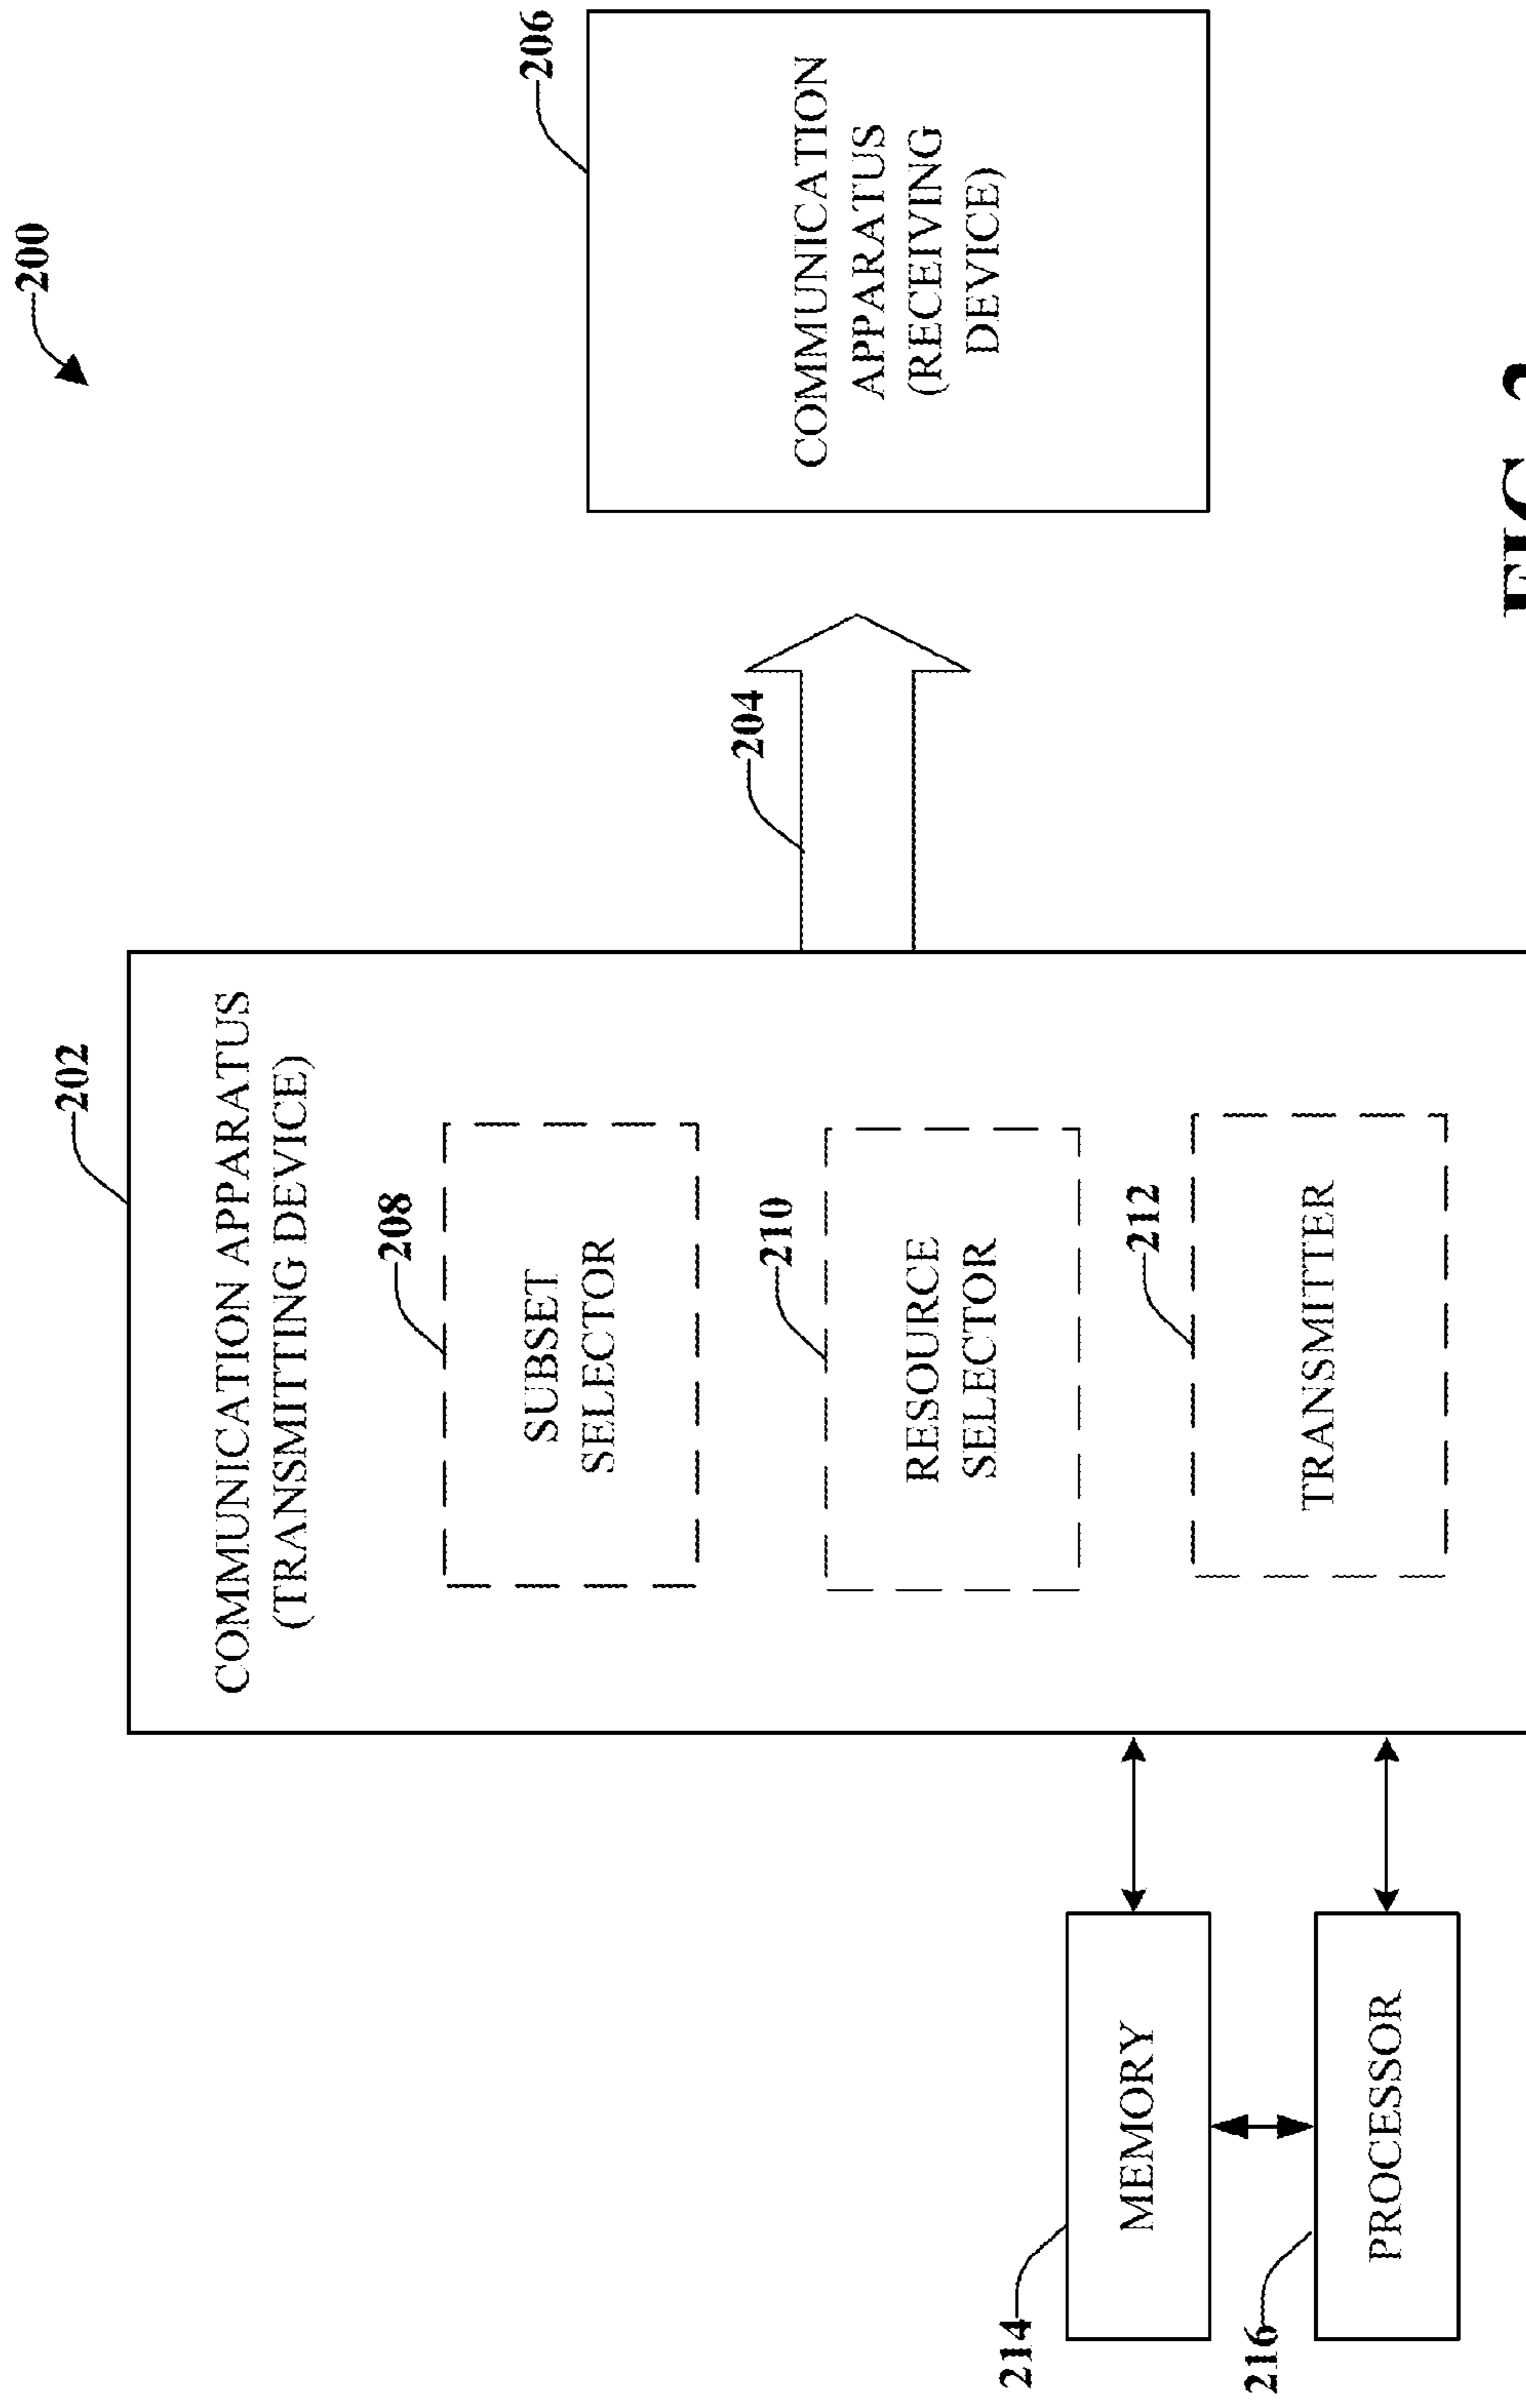 200
202
COMMUNICATION APPARATUS
(TRANSMITTING DEVICE)
208
SUBSET
SELECTOR
210
RESOURCE
SELECTOR
212
TRANSMITTER
204
206
COMMUNICATION
APPARATUS
(RECEIVING
DEVICE)
214
MEMORY
216
PROCESSOR